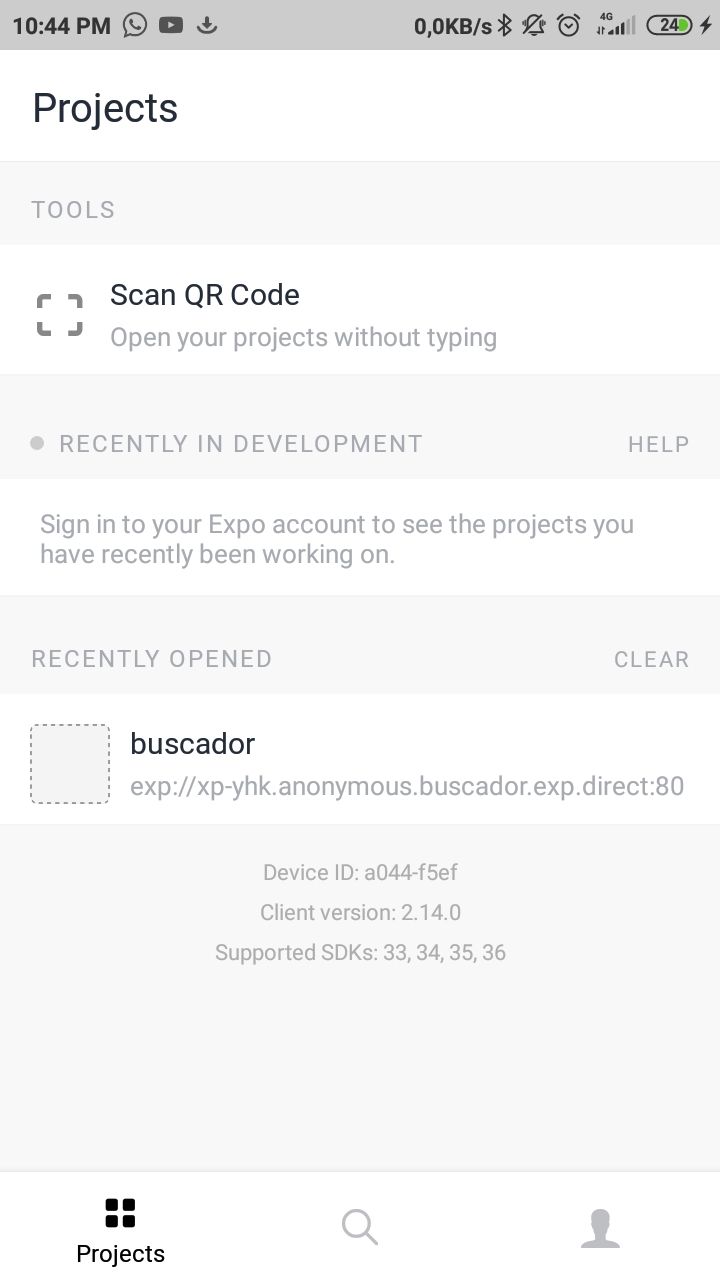 10:44 PM 0,0KB/s 4G 24
Projects
TOOLS
Scan QR Code
Open your projects without typing
RECENTLY IN DEVELOPMENT HELP
Sign in to your Expo account to see the projects you
have recently been working on.
RECENTLY OPENED CLEAR
buscador
exp://xp-yhk.anonymous.buscador.exp.direct:80
Device ID: a044-f5ef
Client version: 2.14.0
Supported SDKs: 33, 34, 35, 36
Projects